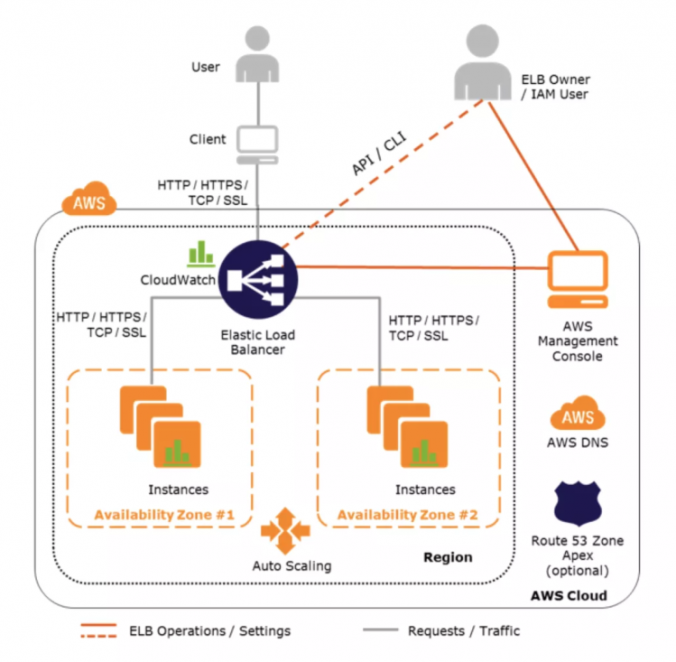 User
ELB Owner
/ IAM User
Client
API / CLI
HTTP / HTTPS /
TCP / SSL
AWS
CloudWatch
Elastic Load
Balancer
HTTP / HTTPS /
TCP / SSL
HTTP / HTTPS /
TCP / SSL
AWS
Management
Console
AWS
AWS DNS
Instances
Availability Zone #1
Instances
Availability Zone #2
Auto Scaling
Region
Route 53 Zone
Apex
(optional)
AWS Cloud
ELB Operations / Settings
Requests / Traffic